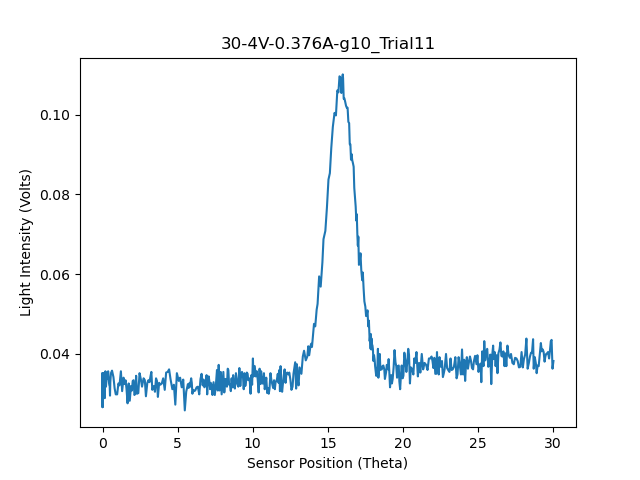 30-4V-0.376A-g10_Trial11
0.10
0.08
0.06
0.04
Light Intensity (Volts)
0 5 10 15 20 25 30
Sensor Position (Theta)